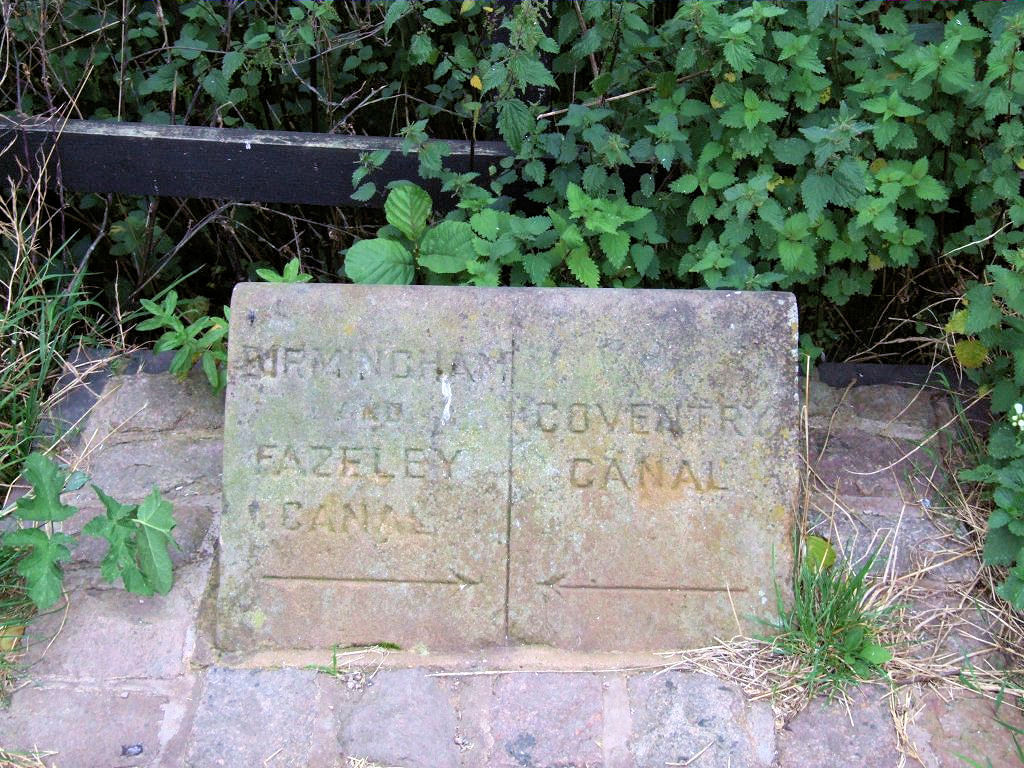 BIRMINGHAM
AND
FAZELEY
CANAL
COVENTRY
CANAL